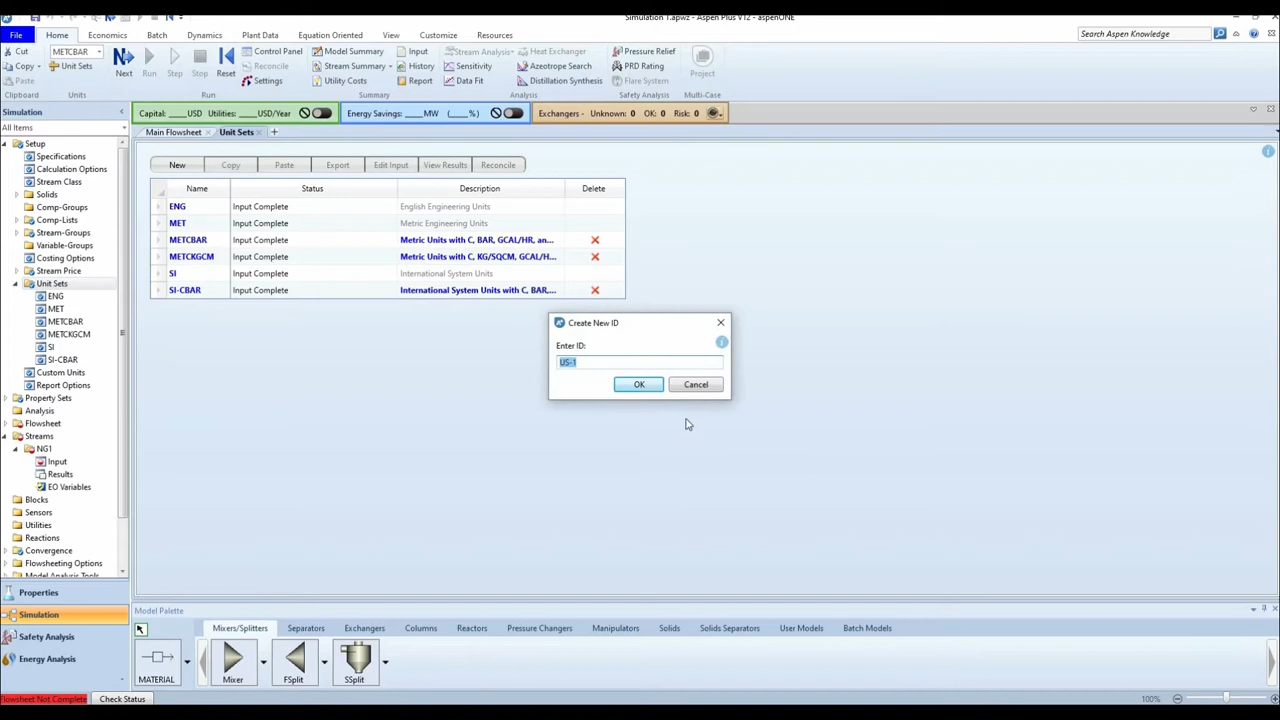 Simulation 1.apwz - Aspen Plus V12 - aspenONE
File Home Economics Batch Dynamics Plant Data Equation Oriented View Customize Resources Search Aspen Knowledge
Cut METCBAR Control Panel Model Summary Input Stream Analysis Heat Exchanger Pressure Relief
Copy Unit Sets Next Run Step Stop Reset Reconcile Stream Summary History Sensitivity Azeotrope Search PRD Rating Project
Paste Settings Utility Costs Report Data Fit Distillation Synthesis Flare System
Clipboard Units Run Summary Analysis Safety Analysis Multi-Case
Simulation Capital: ____USD Utilities: ____USD/Year Energy Savings: ____MW (____%) Exchangers - Unknown: 0 OK: 0 Risk: 0
All Items Main Flowsheet Unit Sets
Setup
Specifications
Calculation Options
Stream Class
Solids
Comp-Groups
Comp-Lists
Stream-Groups
Variable-Groups
Costing Options
Stream Price
Unit Sets
ENG
MET
METCBAR
METCKGCM
SI
SI-CBAR
Custom Units
Report Options
Property Sets
Analysis
Flowsheet
Streams
NG1
Input
Results
EO Variables
Blocks
Sensors
Utilities
Reactions
Convergence
Flowsheeting Options
Model Analysis Tools
Properties
Simulation
Safety Analysis
Energy Analysis
New Copy Paste Export Edit Input View Results Reconcile
Name Status Description Delete
ENG Input Complete English Engineering Units
MET Input Complete Metric Engineering Units
METCBAR Input Complete Metric Units with C, BAR, GCAL/HR, an...
METCKGCM Input Complete Metric Units with C, KG/SQCM, GCAL/H...
SI Input Complete International System Units
SI-CBAR Input Complete International System Units with C, BAR,...
Create New ID
Enter ID:
US-1
OK Cancel
Model Palette
Mixers/Splitters Separators Exchangers Columns Reactors Pressure Changers Manipulators Solids Solids Separators User Models Batch Models
MATERIAL Mixer FSplit SSplit
Flowsheet Not Complete Check Status 100%